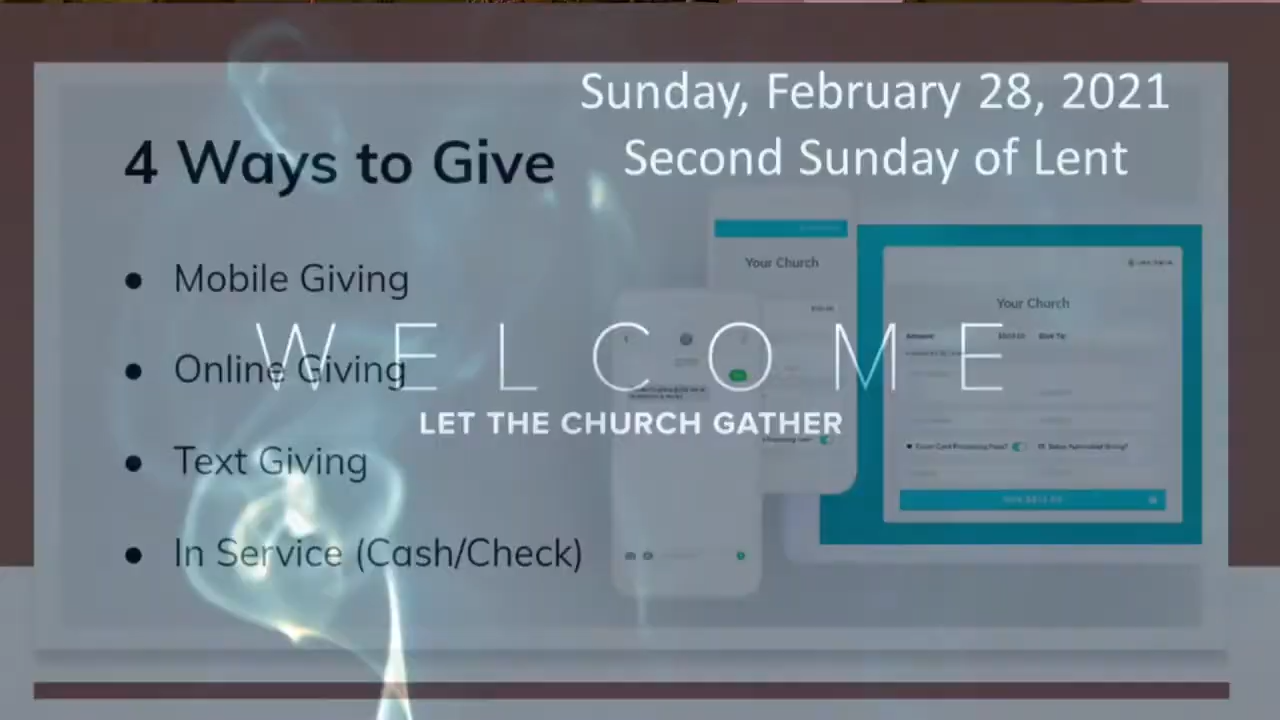 Sunday, February 28, 2021
Second Sunday of Lent
4 Ways to Give
Mobile Giving
Online Giving
Text Giving
In Service (Cash/Check)
WELCOME
LET THE CHURCH GATHER
Your Church
Your Church